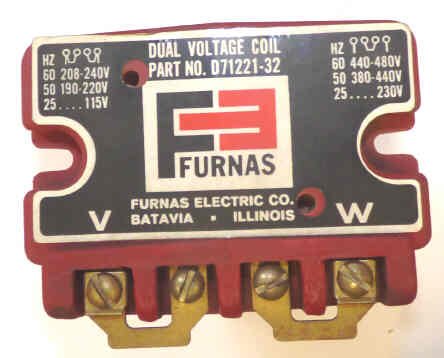 DUAL VOLTAGE COIL
PART NO. D71221-32
HZ
60 208-240V
50 190-220V
25....115V
HZ
60 440-480V
50 380-440V
25....230V
FURNAS
FURNAS ELECTRIC CO.
BATAVIA · ILLINOIS
V
W